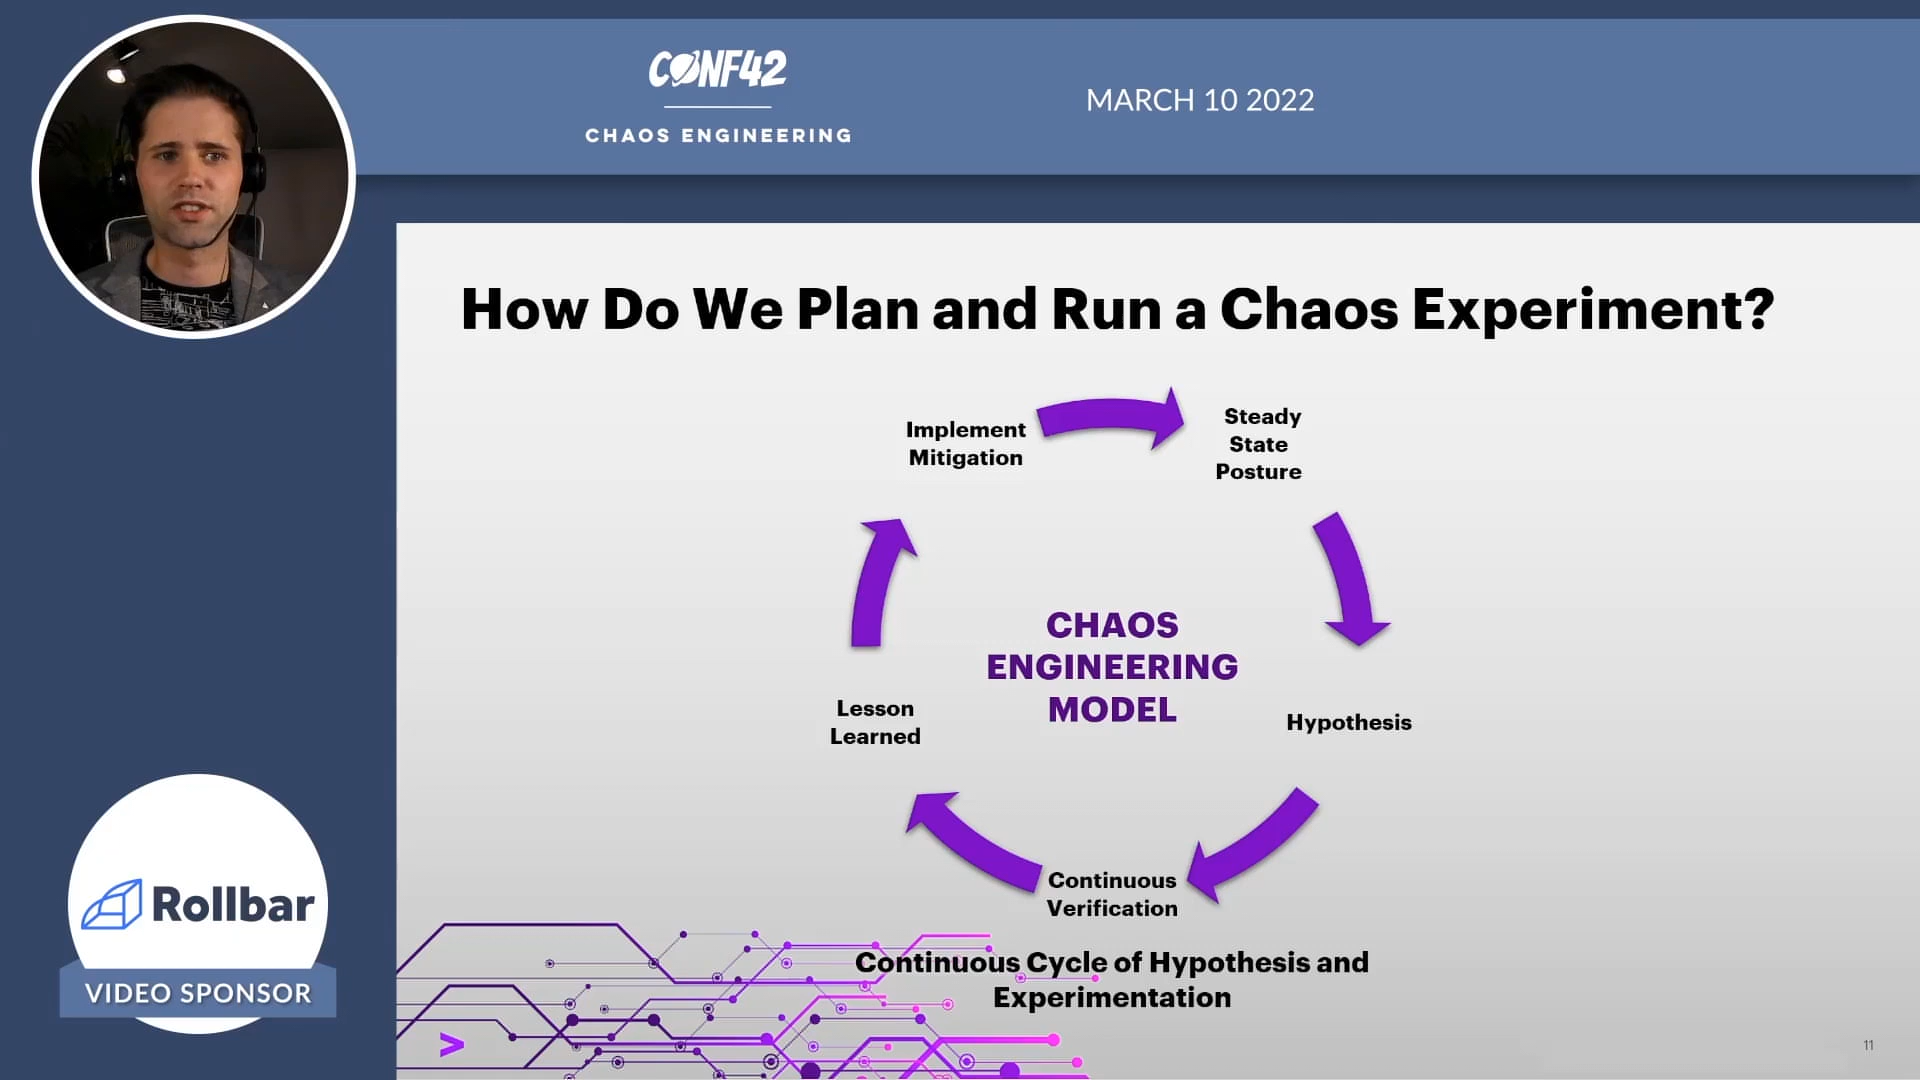 CONF42
CHAOS ENGINEERING
MARCH 10 2022
How Do We Plan and Run a Chaos Experiment?
Implement
Mitigation
Steady
State
Posture
CHAOS
ENGINEERING
MODEL
Lesson
Learned
Hypothesis
Continuous
Verification
Continuous Cycle of Hypothesis and
Experimentation
Rollbar
VIDEO SPONSOR
>
11